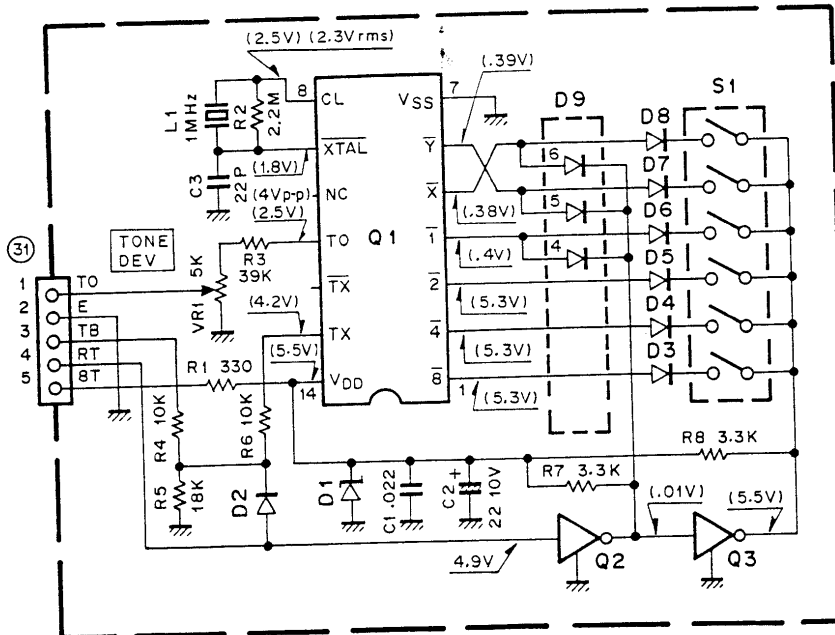 (2.5V) (2.3Vrms)
L1
1MHz
R2
2.2M
8
CL
XTAL
(1.8V)
C3
22P
(4Vp-p)
NC
(2.5V)
TO
R3
39K
TONE
DEV
31
1 TO
2 E
3 TB
4 RT
5 8T
5K
VR1
Q1
TX
(4.2V)
TX
(5.5V)
VDD
14
R1 330
R4 10K
R5 18K
R6 10K
D2
D1
C1 .022
C2 +
22 10V
VSS
7
(.39V)
Y
X
(.38V)
1
(.4V)
2
(5.3V)
4
(5.3V)
8
1
(5.3V)
D9
6
5
4
D8
D7
D6
D5
D4
D3
S1
R8 3.3K
R7 3.3K
4.9V
Q2
(.01V)
Q3
(5.5V)